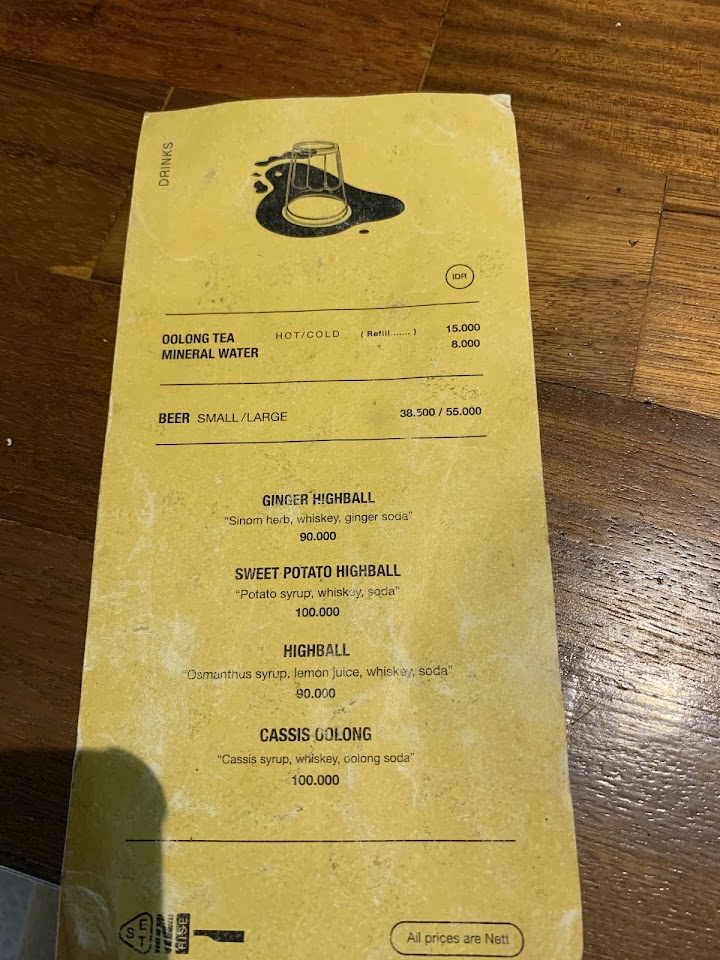 DRINKS
IDR
OOLONG TEA HOT/COLD (Refill.......) 15.000
MINERAL WATER 8.000
BEER SMALL/LARGE 38.500 / 55.000
GINGER HIGHBALL
“Sinom herb, whiskey, ginger soda”
90.000
SWEET POTATO HIGHBALL
“Potato syrup, whiskey, soda”
100.000
HIGHBALL
“Osmanthus syrup, lemon juice, whiskey, soda”
90.000
CASSIS OOLONG
“Cassis syrup, whiskey, oolong soda”
100.000
SET
RISE
All prices are Nett